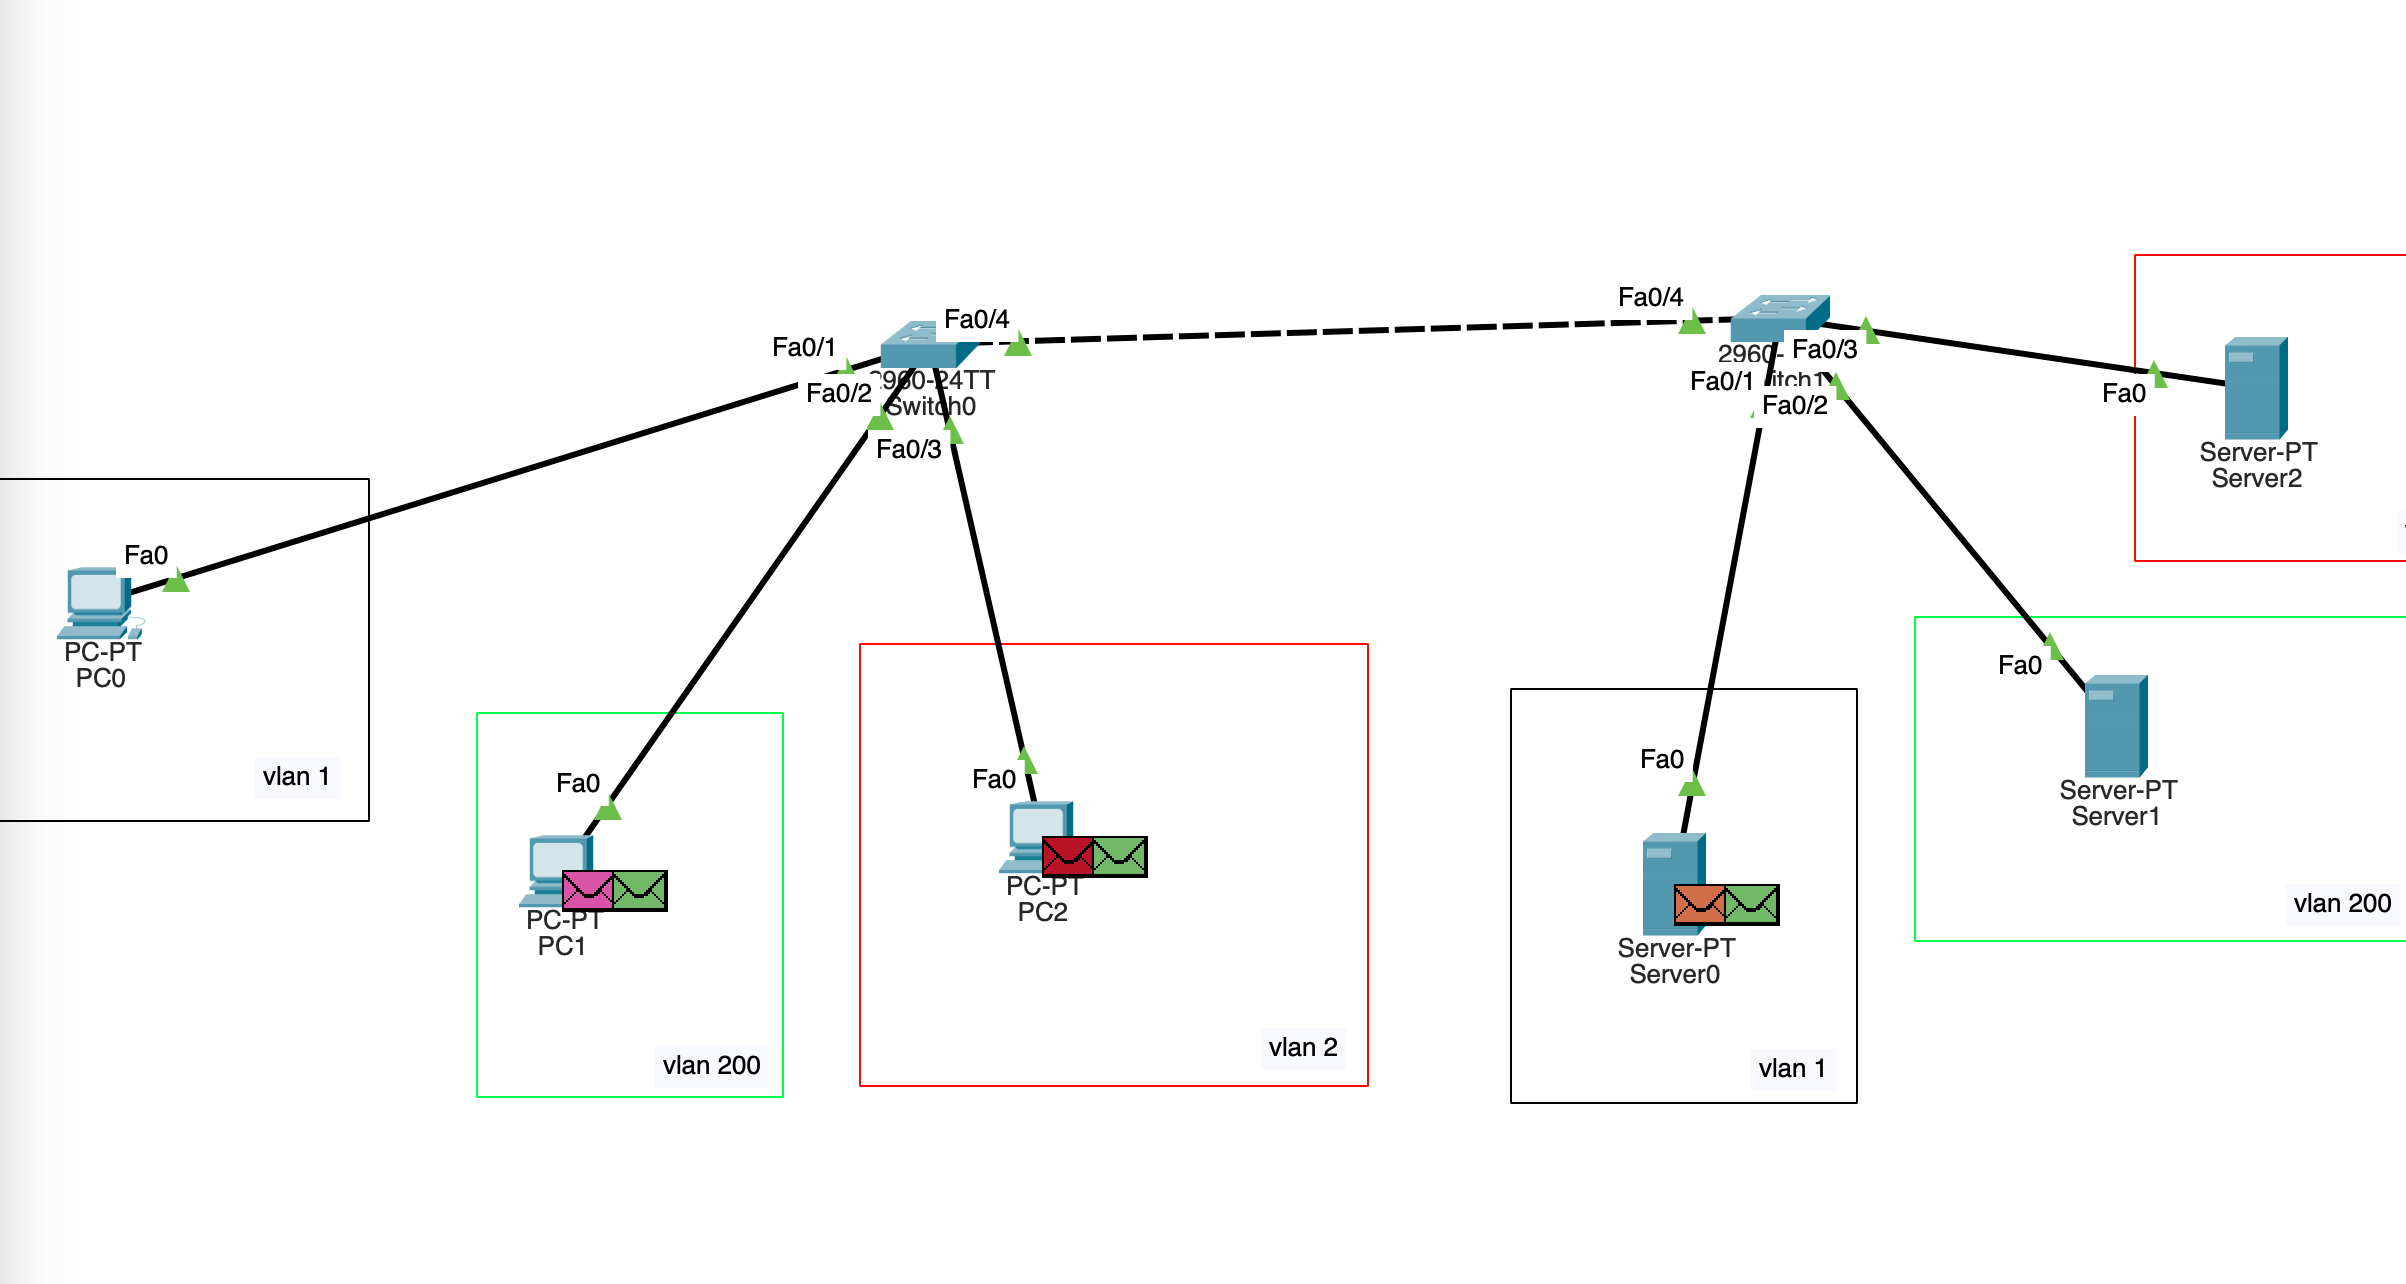 Fa0/4
Fa0/1
Fa0/2
2960-24TT
Switch0
Fa0/3
Fa0/4
2960-
Fa0/3
Fa0/1
itch1
Fa0/2
Fa0
Server-PT
Server2
Fa0
PC-PT
PC0
vlan 1
Fa0
PC-PT
PC1
vlan 200
Fa0
PC-PT
PC2
vlan 2
Fa0
Server-PT
Server0
vlan 1
Fa0
Server-PT
Server1
vlan 200